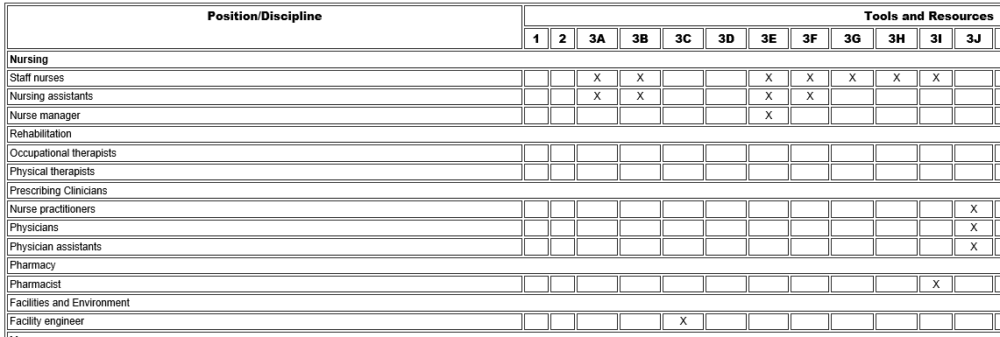 Position/Discipline Tools and Resources
1 2 3A 3B 3C 3D 3E 3F 3G 3H 3I 3J
Nursing
Staff nurses X X X X X X X
Nursing assistants X X X X
Nurse manager X
Rehabilitation
Occupational therapists
Physical therapists
Prescribing Clinicians
Nurse practitioners X
Physicians X
Physician assistants X
Pharmacy
Pharmacist X
Facilities and Environment
Facility engineer X